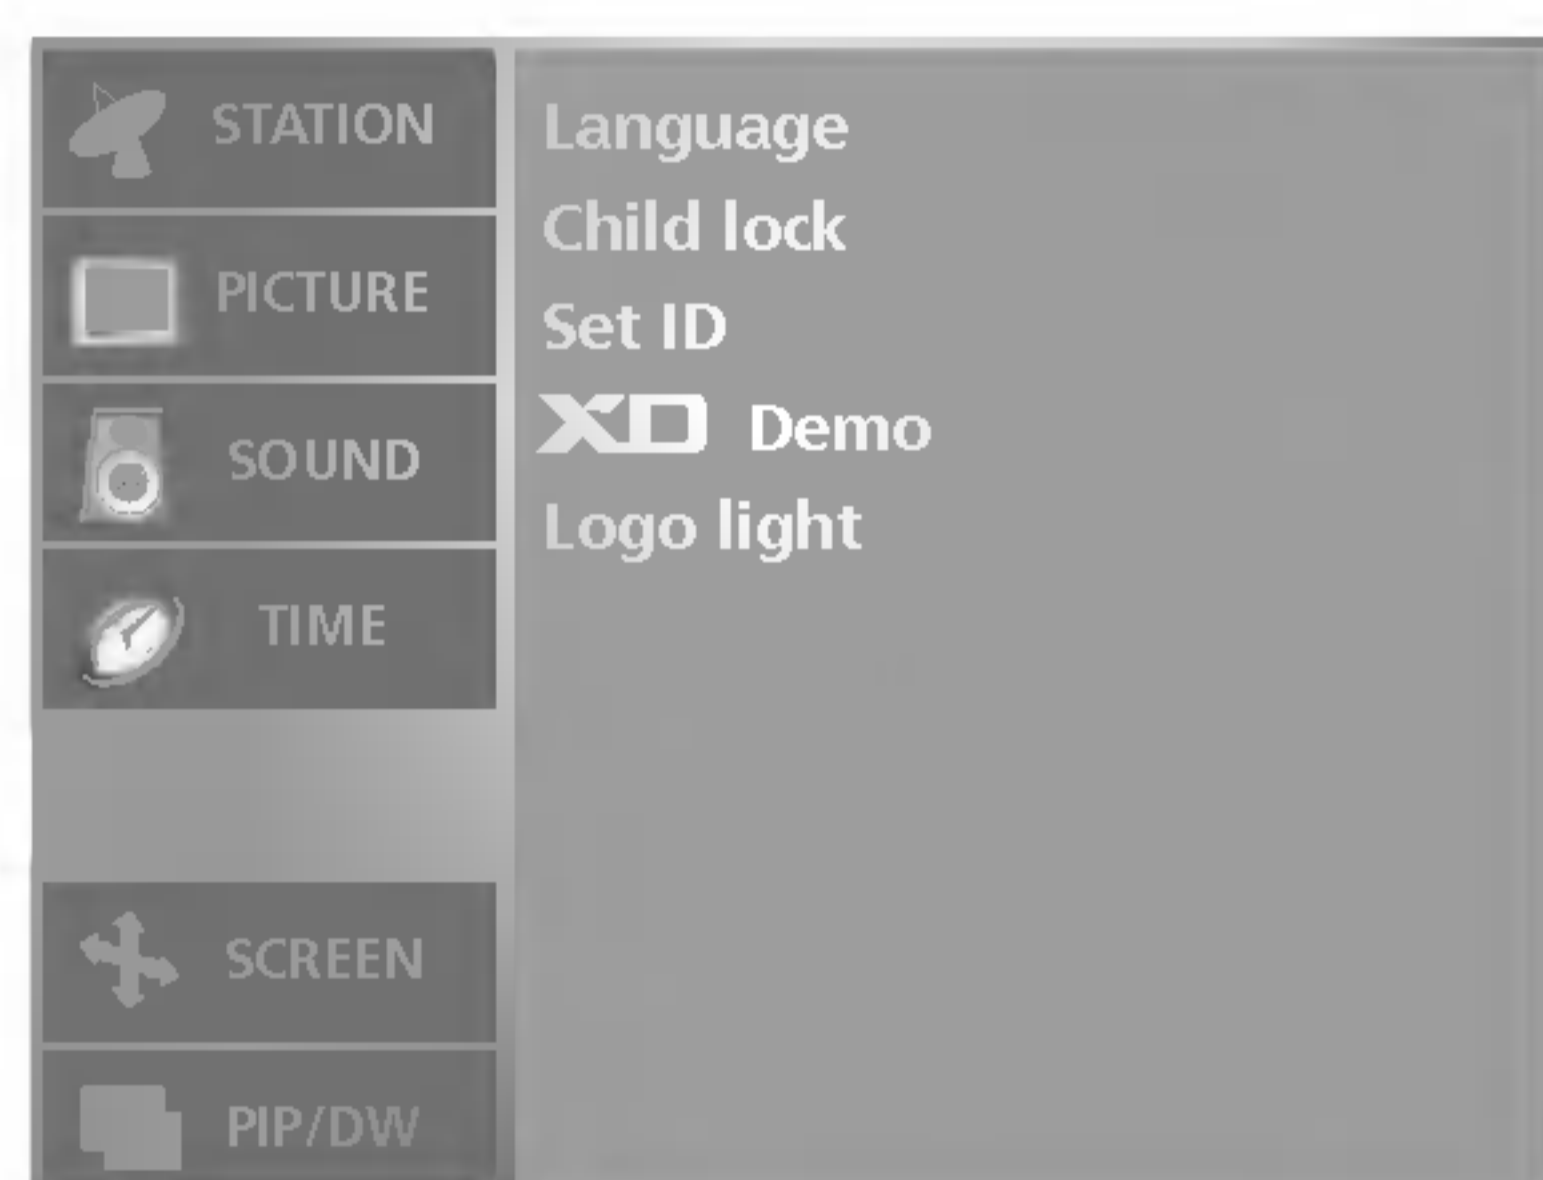 STATION
PICTURE
SOUND
TIME
SCREEN
PIP/DW
Language
Child lock
Set ID
XD Demo
Logo light